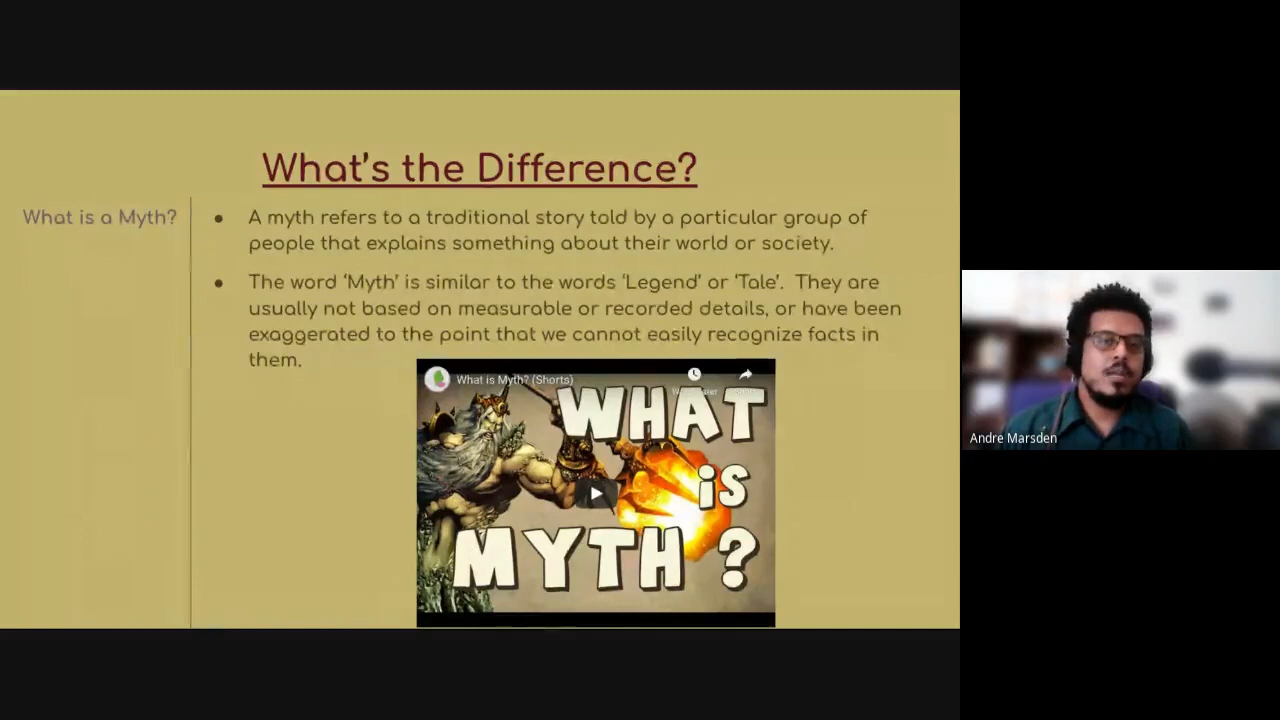 What's the Difference?
What is a Myth?
● A myth refers to a traditional story told by a particular group of
people that explains something about their world or society.
● The word ‘Myth’ is similar to the words ‘Legend’ or ‘Tale’. They are
usually not based on measurable or recorded details, or have been
exaggerated to the point that we cannot easily recognize facts in
them.
What is Myth? (Shorts)
WHAT
iS
MYTH ?
Andre Marsden